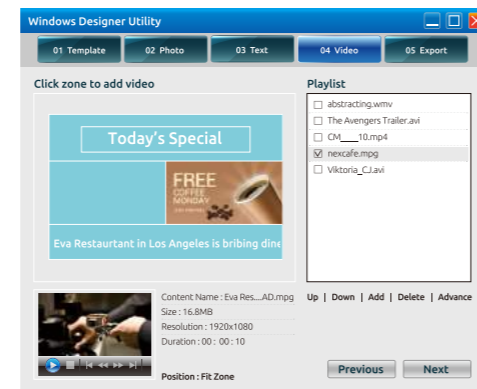 Windows Designer Utility
01 Template
02 Photo
03 Text
04 Video
05 Export
Click zone to add video
Today's Special
FREE
COFFEE
MONDAY
Eva Restaurtant in Los Angeles is bribing dine
Playlist
abstracting.wmv
The Avengers Trailer.avi
CM____10.mp4
nexcafe.mpg
Viktoria_CJ.avi
Content Name : Eva Res....AD.mpg
Size : 16.8MB
Resolution : 1920x1080
Duration : 00 : 00 : 10
Position : Fit Zone
Up | Down | Add | Delete | Advance
Previous
Next